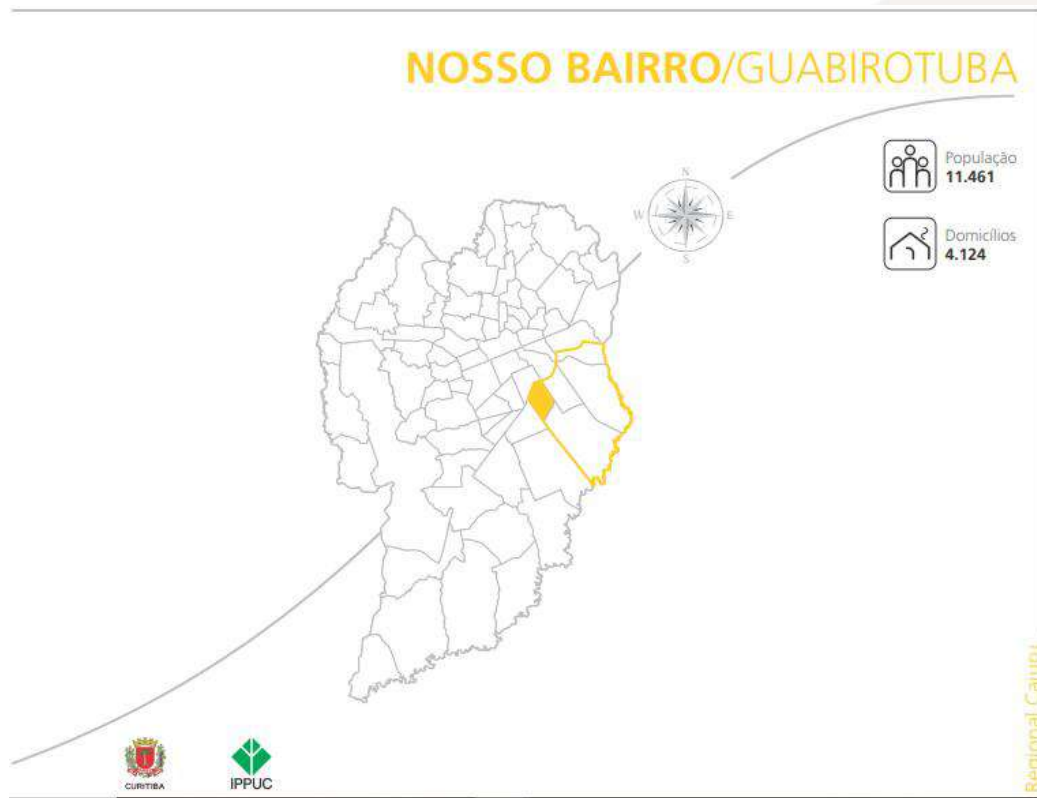 NOSSO BAIRRO/GUABIROTUBA
População
11.461
Domicílios
4.124
N
W
E
S
Regional Cajuru
CURITIBA
IPPUC